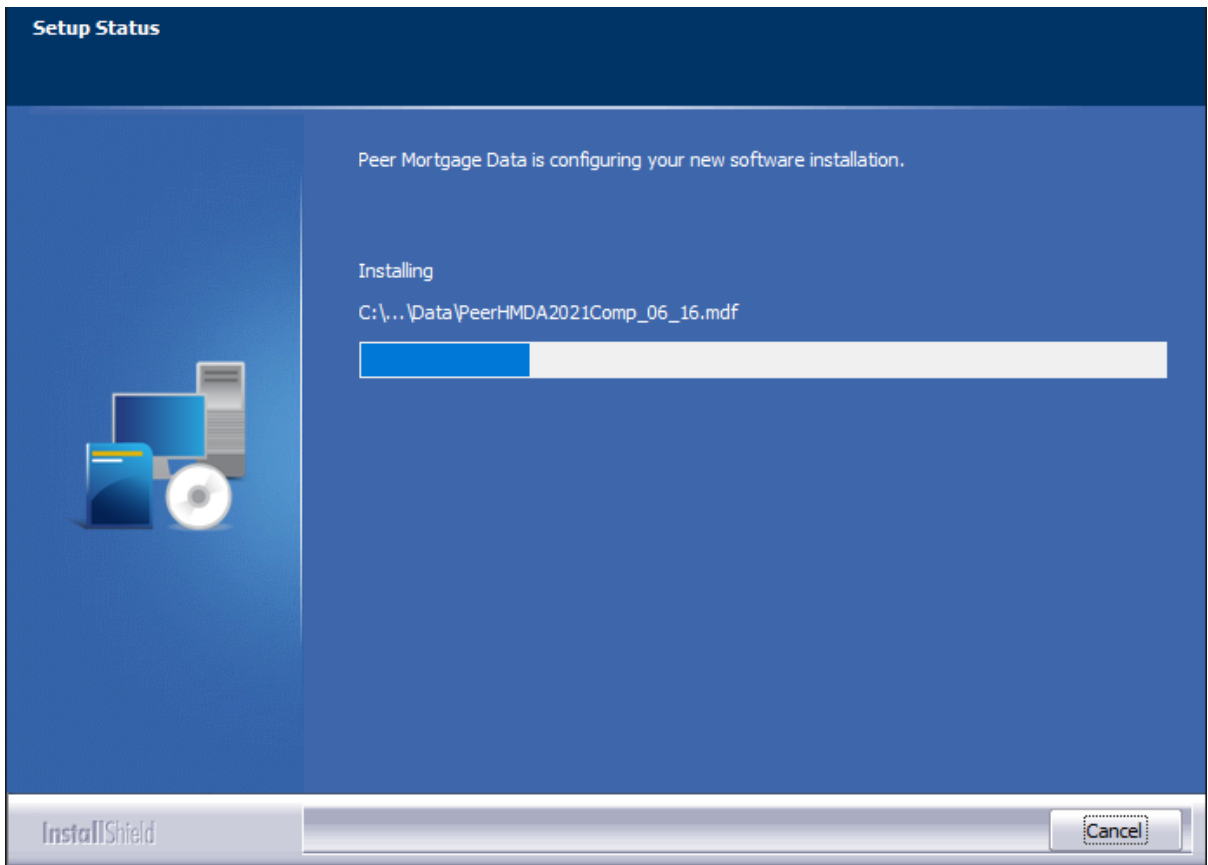 Setup Status
Peer Mortgage Data is configuring your new software installation.
Installing
C:\...\Data\PeerHMDA2021Comp_06_16.mdf
InstallShield
Cancel